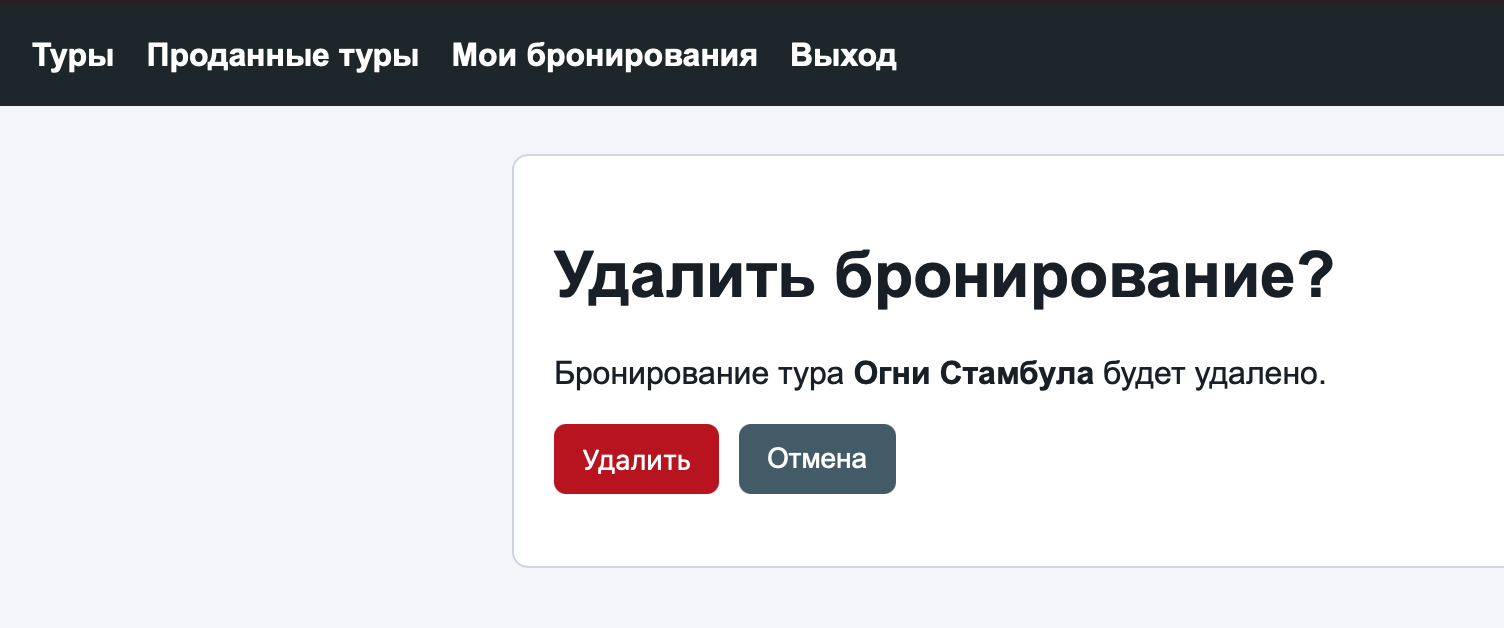 Туры Проданные туры Мои бронирования Выход
Удалить бронирование?
Бронирование тура Огни Стамбула будет удалено.
Удалить Отмена